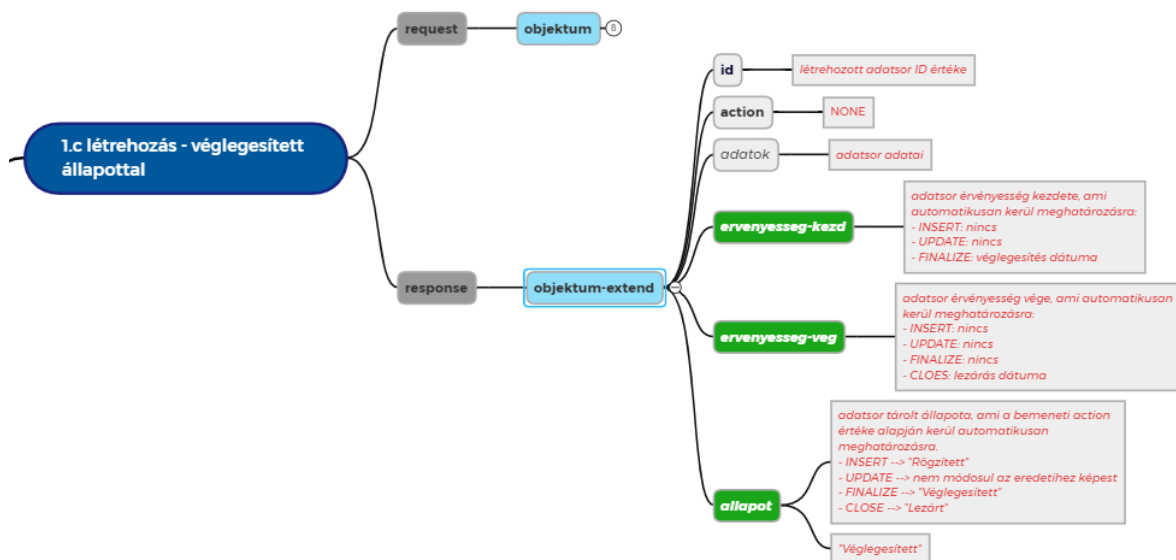 request
objektum
8
id
létrehozott adatsor ID értéke
action
NONE
adatok
adatsor adatai
1.c létrehozás - véglegesített
állapottal
ervenyesseg-kezd
adatsor érvényesség kezdete, ami
automatikusan kerül meghatározásra:
- INSERT: nincs
- UPDATE: nincs
- FINALIZE: véglegesítés dátuma
response
objektum-extend
ervenyesseg-veg
adatsor érvényesség vége, ami automatikusan
kerül meghatározásra:
- INSERT: nincs
- UPDATE: nincs
- FINALIZE: nincs
- CLOES: lezárás dátuma
allapot
adatsor tárolt állapota, ami a bemeneti action
értéke alapján kerül automatikusan
meghatározásra.
- INSERT --> "Rögzített"
- UPDATE --> nem módosul az eredetihez képest
- FINALIZE --> "Véglegesített"
- CLOSE --> "Lezárt"
"Véglegesített"